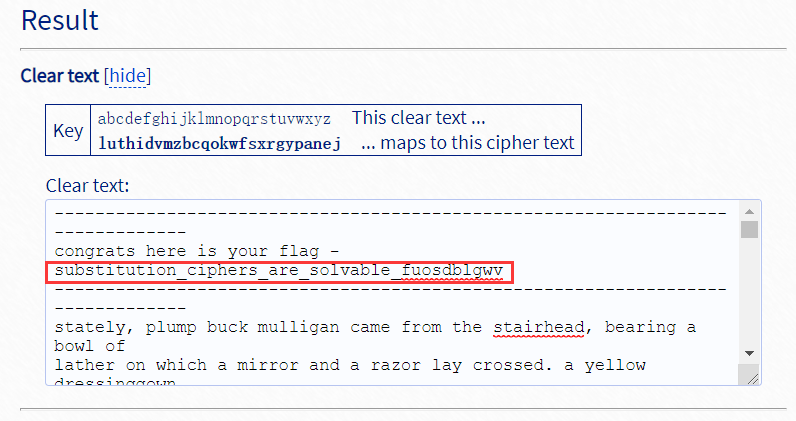 Result
Clear text [hide]
Key abcdefghijklmnopqrstuvwxyz This clear text ...
luthidvmzbcqokwfsxrgypanej ... maps to this cipher text
Clear text:
------------------------------------------------------------------
-------------
congrats here is your flag -
substitution_ciphers_are_solvable_fuosdblgwv
------------------------------------------------------------------
-------------
stately, plump buck mulligan came from the stairhead, bearing a
bowl of
lather on which a mirror and a razor lay crossed. a yellow
dressinggown